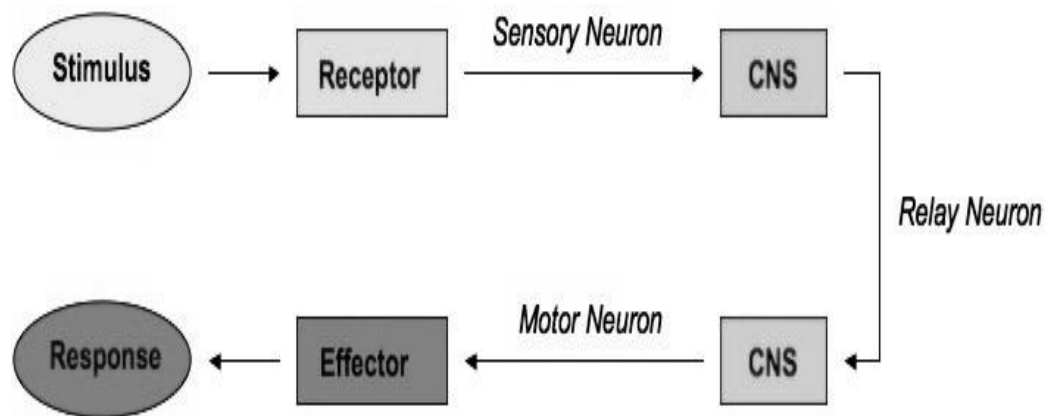 Stimulus
Receptor
Sensory Neuron
CNS
Relay Neuron
Response
Effector
Motor Neuron
CNS